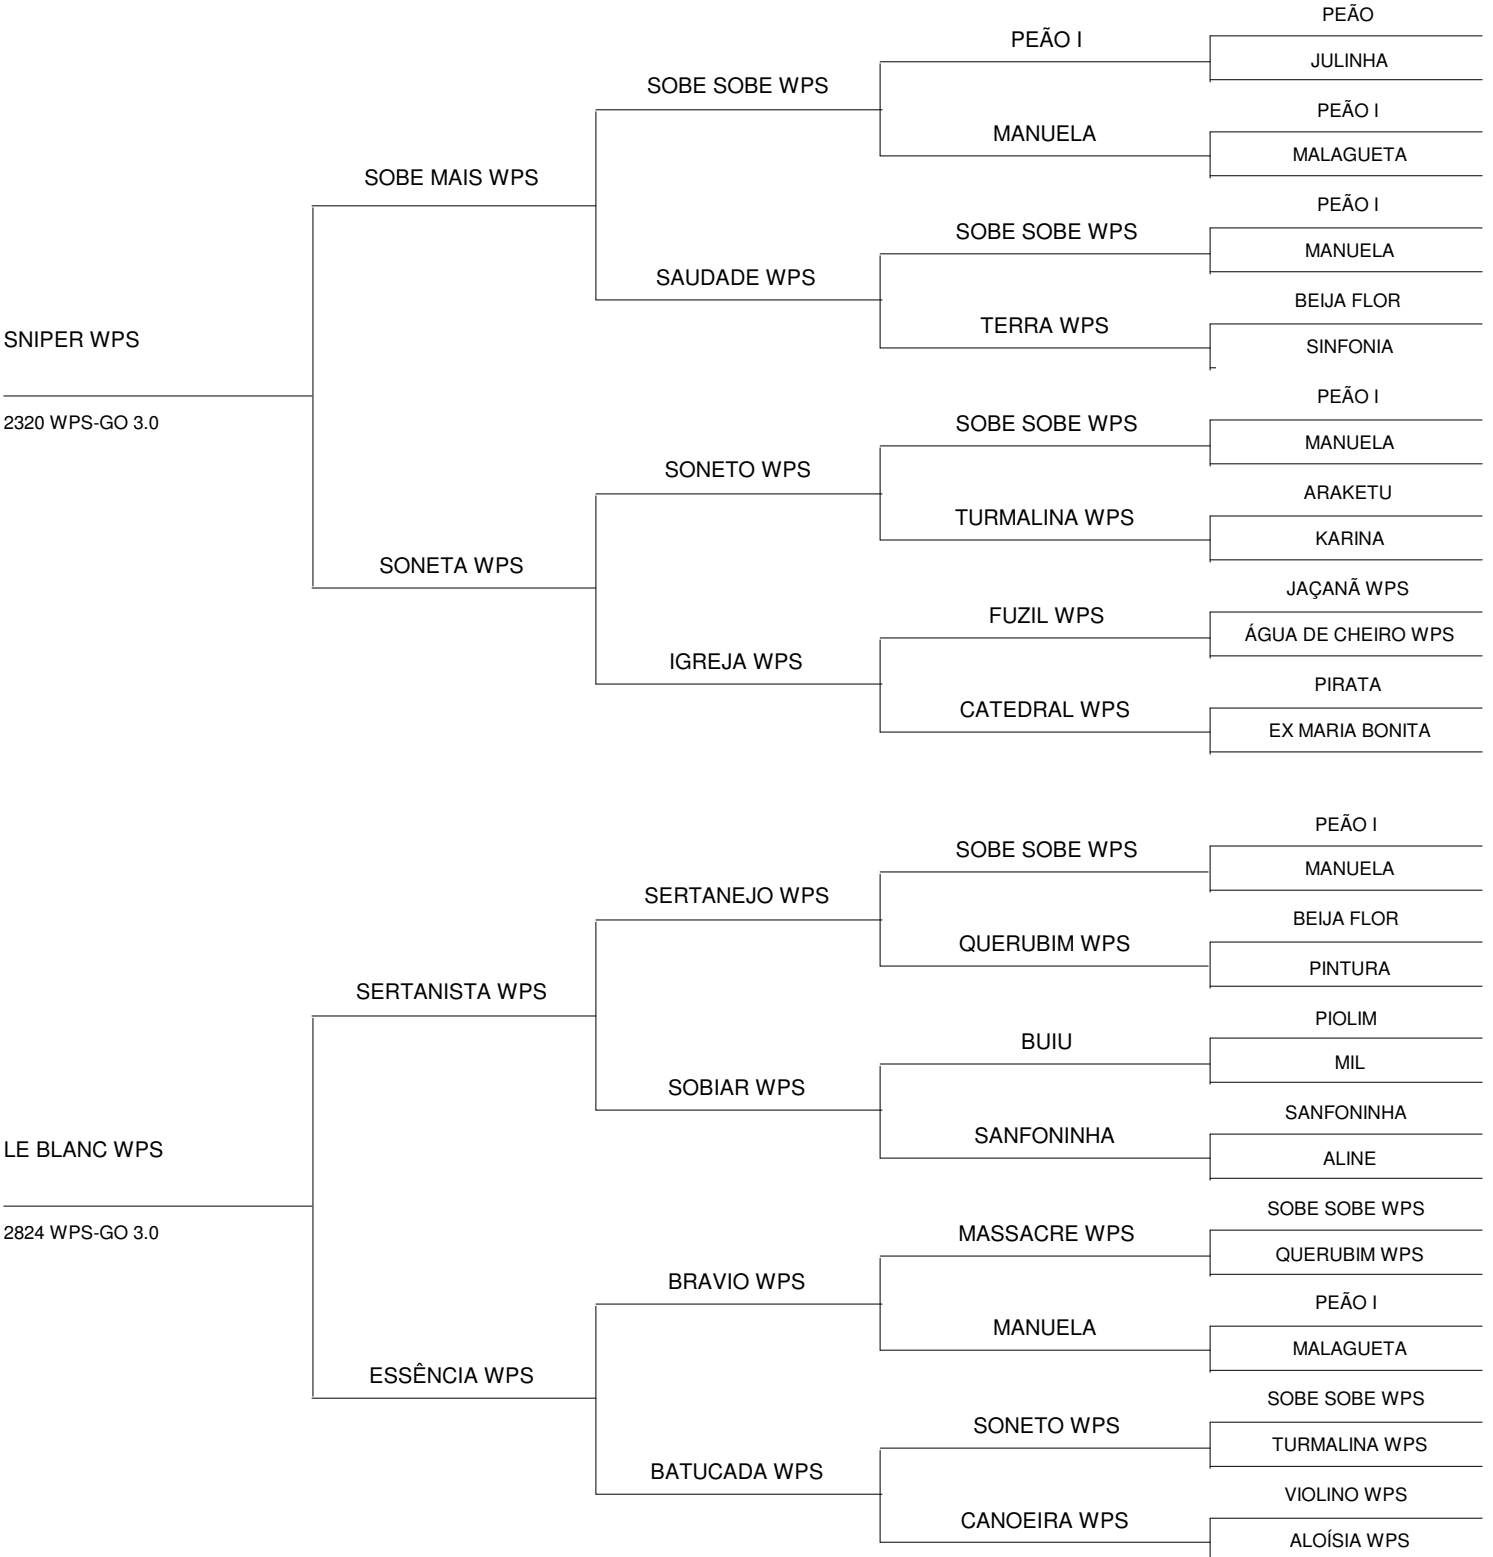 PEÃO
PEÃO I
JULINHA
SOBE SOBE WPS
PEÃO I
MANUELA
MALAGUETA
SOBE MAIS WPS
PEÃO I
SOBE SOBE WPS
MANUELA
SAUDADE WPS
BEIJA FLOR
TERRA WPS
SINFONIA
SNIPER WPS
PEÃO I
2320 WPS-GO 3.0
SOBE SOBE WPS
MANUELA
SONETO WPS
ARAKETU
TURMALINA WPS
KARINA
SONETA WPS
JAÇANÃ WPS
FUZIL WPS
ÁGUA DE CHEIRO WPS
IGREJA WPS
PIRATA
CATEDRAL WPS
EX MARIA BONITA
PEÃO I
SOBE SOBE WPS
MANUELA
SERTANEJO WPS
BEIJA FLOR
QUERUBIM WPS
PINTURA
SERTANISTA WPS
PIOLIM
BUIU
MIL
SOBIAR WPS
SANFONINHA
SANFONINHA
ALINE
LE BLANC WPS
SOBE SOBE WPS
2824 WPS-GO 3.0
MASSACRE WPS
QUERUBIM WPS
BRAVIO WPS
PEÃO I
MANUELA
MALAGUETA
ESSÊNCIA WPS
SOBE SOBE WPS
SONETO WPS
TURMALINA WPS
BATUCADA WPS
VIOLINO WPS
CANOEIRA WPS
ALOÍSIA WPS